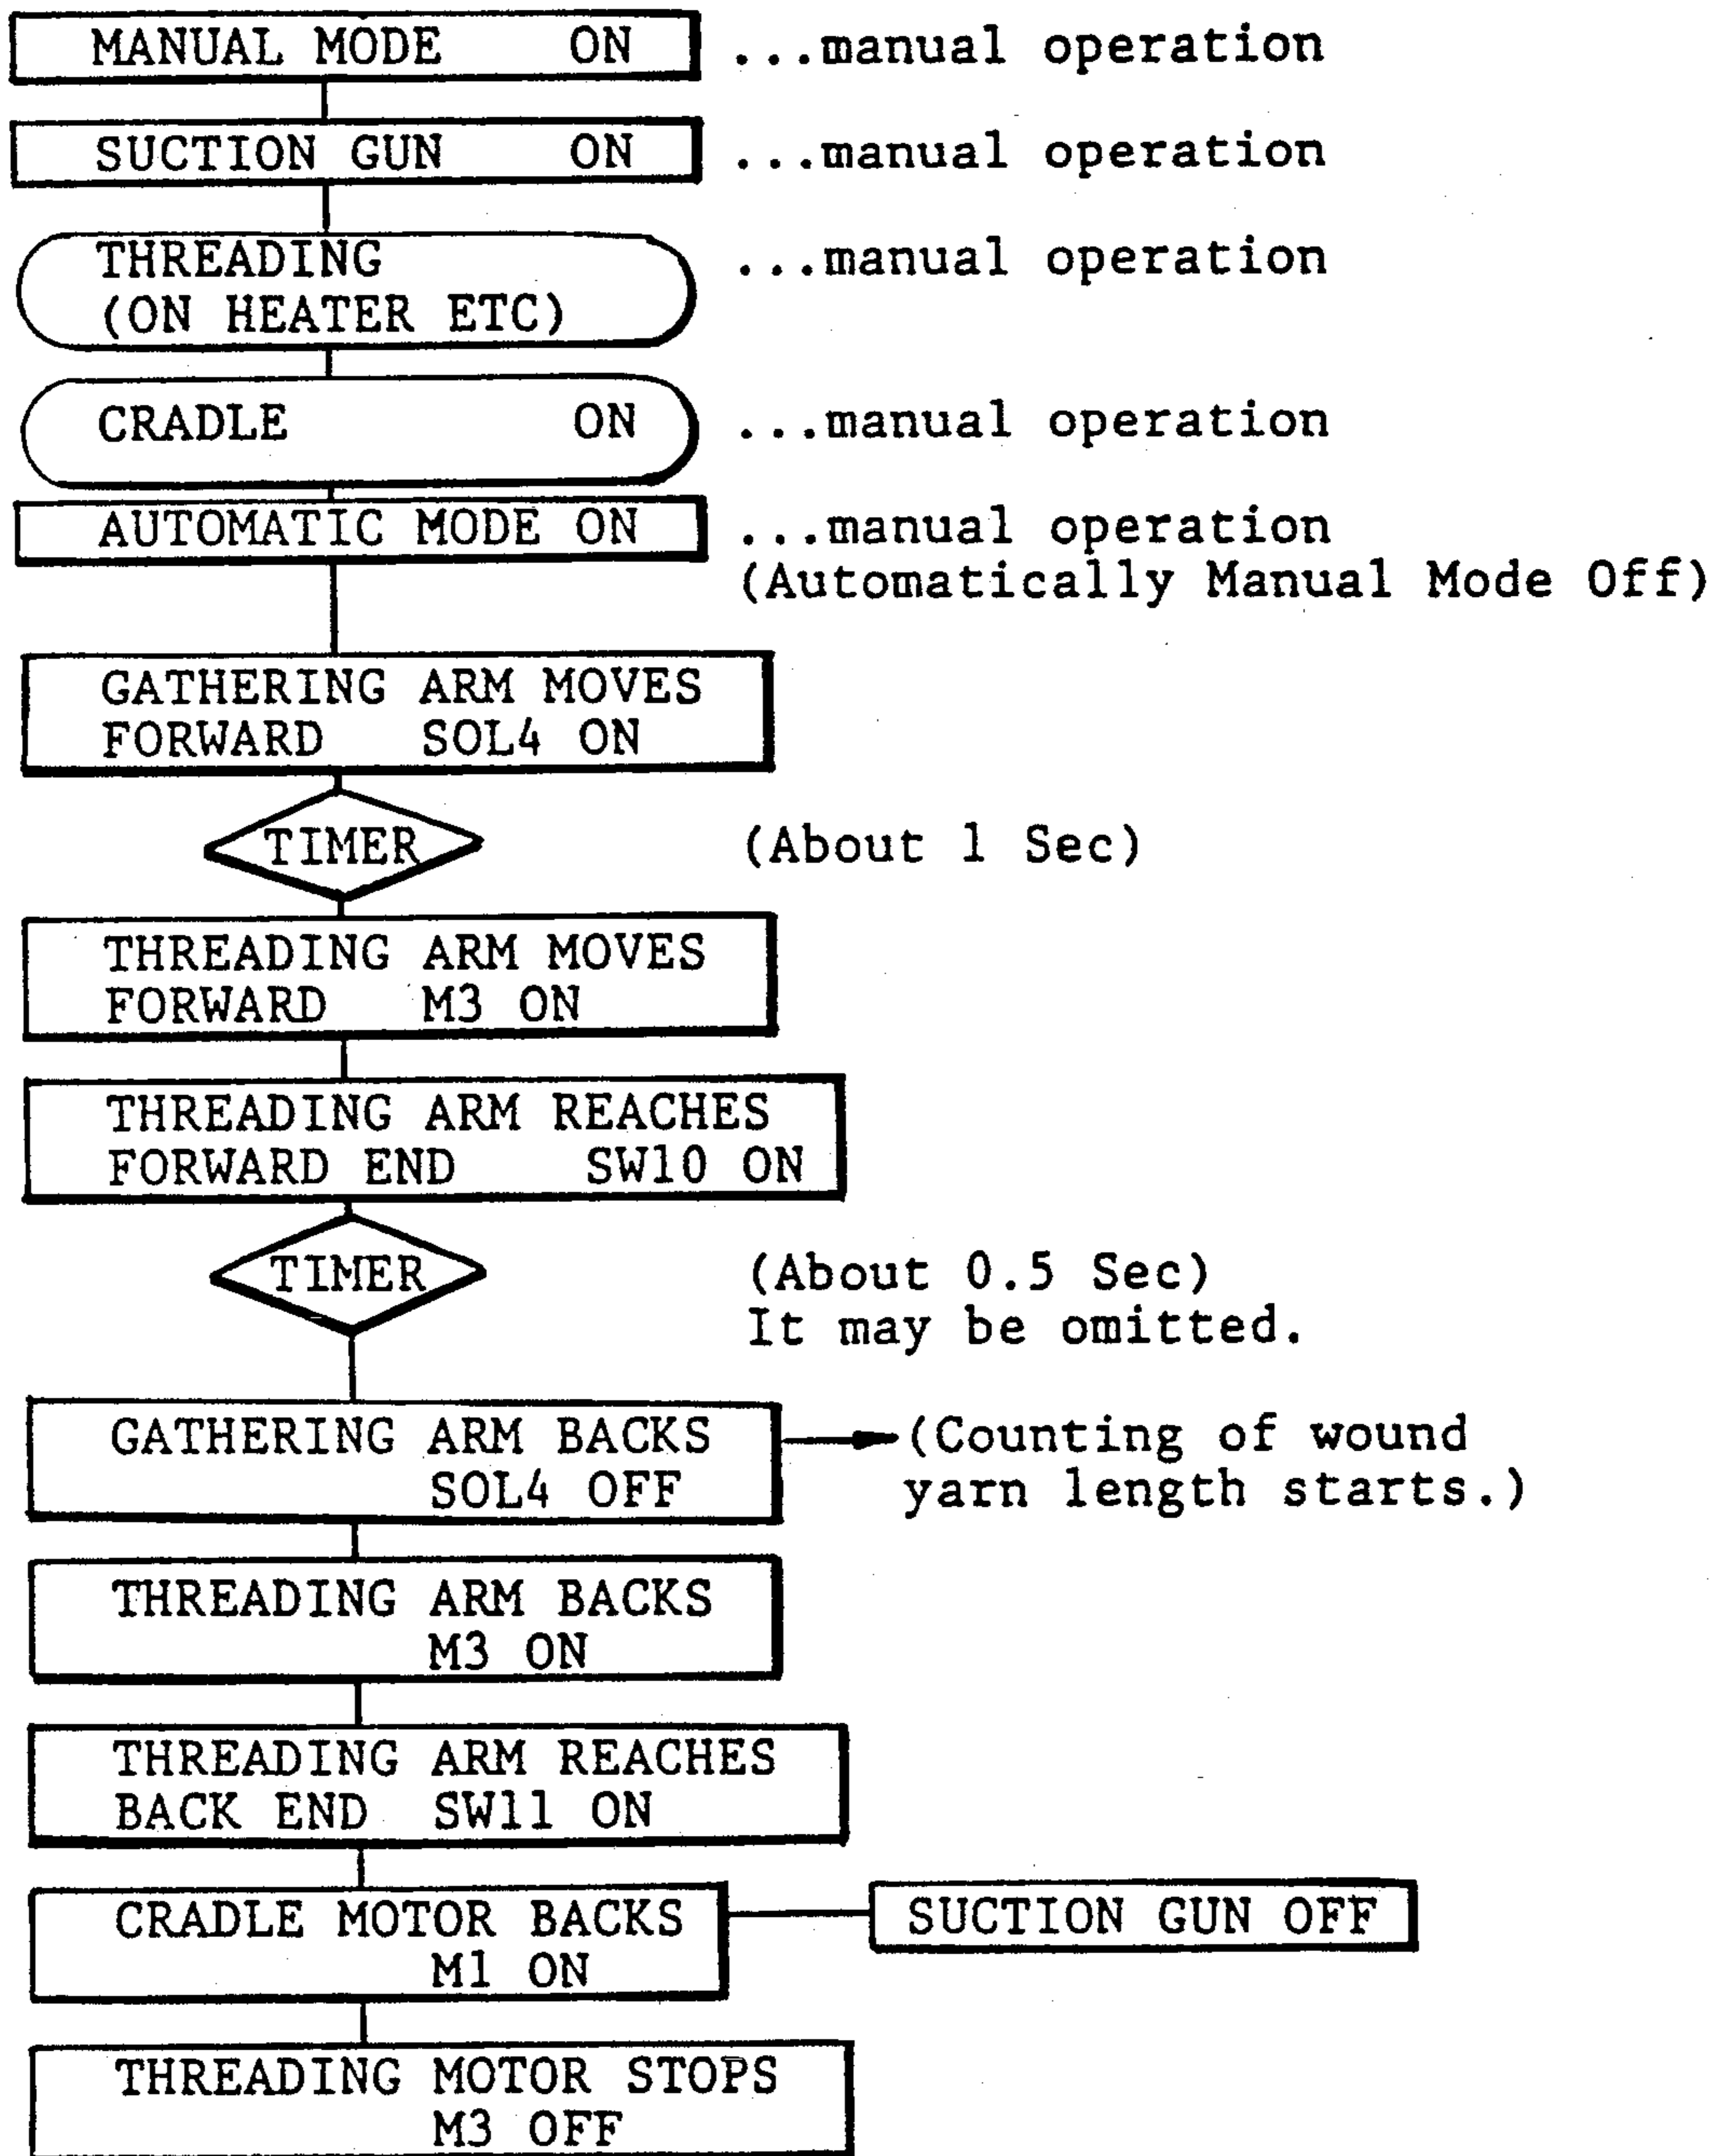 MANUAL MODE ON ...manual operation
SUCTION GUN ON ...manual operation
THREADING ...manual operation
(ON HEATER ETC)
CRADLE ON ...manual operation
AUTOMATIC MODE ON ...manual operation
(Automatically Manual Mode Off)
GATHERING ARM MOVES
FORWARD SOL4 ON
TIMER (About 1 Sec)
THREADING ARM MOVES
FORWARD M3 ON
THREADING ARM REACHES
FORWARD END SW10 ON
TIMER (About 0.5 Sec)
It may be omitted.
GATHERING ARM BACKS (Counting of wound
SOL4 OFF yarn length starts.)
THREADING ARM BACKS
M3 ON
THREADING ARM REACHES
BACK END SW11 ON
CRADLE MOTOR BACKS SUCTION GUN OFF
M1 ON
THREADING MOTOR STOPS
M3 OFF